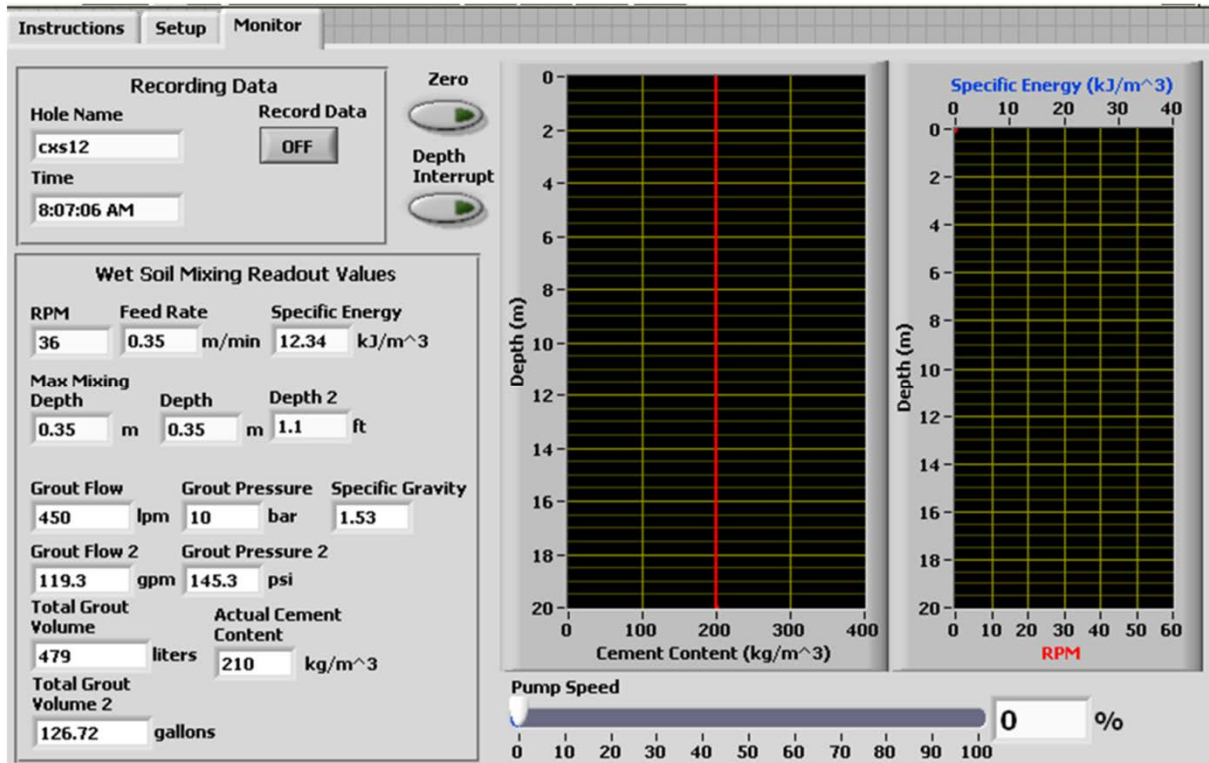 Instructions Setup Monitor
Recording Data
Hole Name
cxs12
Time
8:07:06 AM
Record Data
OFF
Zero
Depth
Interrupt
Wet Soil Mixing Readout Values
RPM Feed Rate Specific Energy
36 0.35 m/min 12.34 kJ/m^3
Max Mixing
Depth Depth Depth 2
0.35 m 0.35 m 1.1 ft
Grout Flow Grout Pressure Specific Gravity
450 lpm 10 bar 1.53
Grout Flow 2 Grout Pressure 2
119.3 gpm 145.3 psi
Total Grout
Volume
479 liters
Actual Cement
Content
210 kg/m^3
Total Grout
Volume 2
126.72 gallons
Depth (m)
0
2
4
6
8
10
12
14
16
18
20
0 100 200 300 400
Cement Content (kg/m^3)
Specific Energy (kJ/m^3)
0 10 20 30 40
Depth (m)
0
2
4
6
8
10
12
14
16
18
20
0 10 20 30 40 50 60
RPM
Pump Speed
0 %
0 10 20 30 40 50 60 70 80 90 100